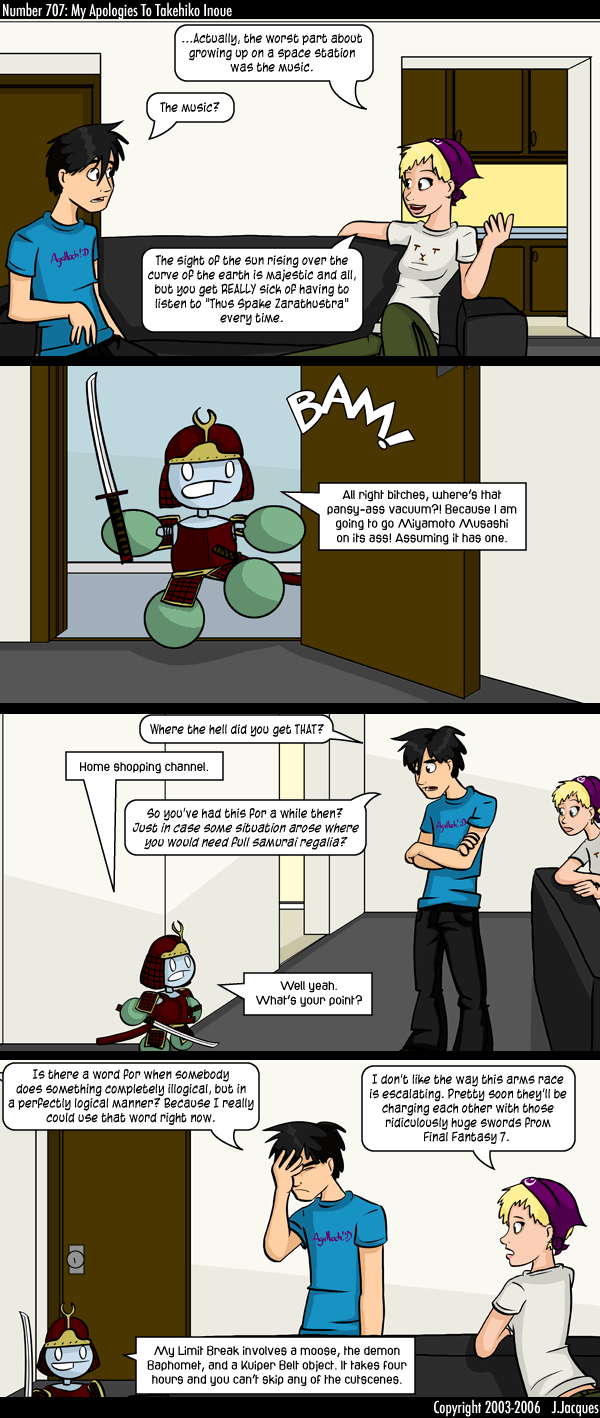 Number 707: My Apologies To Takehiko Inoue
...Actually, the worst part about
growing up on a space station
was the music.
The music?
Agalloch! :D
The sight of the sun rising over the
curve of the earth is majestic and all,
but you get REALLY sick of having to
listen to "Thus Spake Zarathustra"
every time.
BAM!
All right bitches, where's that
pansy-ass vacuum?! Because I am
going to go Miyamoto Musashi
on its ass! Assuming it has one.
Where the hell did you get THAT?
Home shopping channel.
So you've had this for a while then?
Just in case some situation arose where
you would need full samurai regalia?
Agalloch! :D
Well yeah.
What's your point?
Is there a word for when somebody
does something completely illogical, but in
a perfectly logical manner? Because I really
could use that word right now.
I don't like the way this arms race
is escalating. Pretty soon they'll be
charging each other with those
ridiculously huge swords from
Final Fantasy 7.
Agalloch! :D
My Limit Break involves a moose, the demon
Baphomet, and a Kuiper Belt object. It takes four
hours and you can't skip any of the cutscenes.
Copyright 2003-2006 J.Jacques